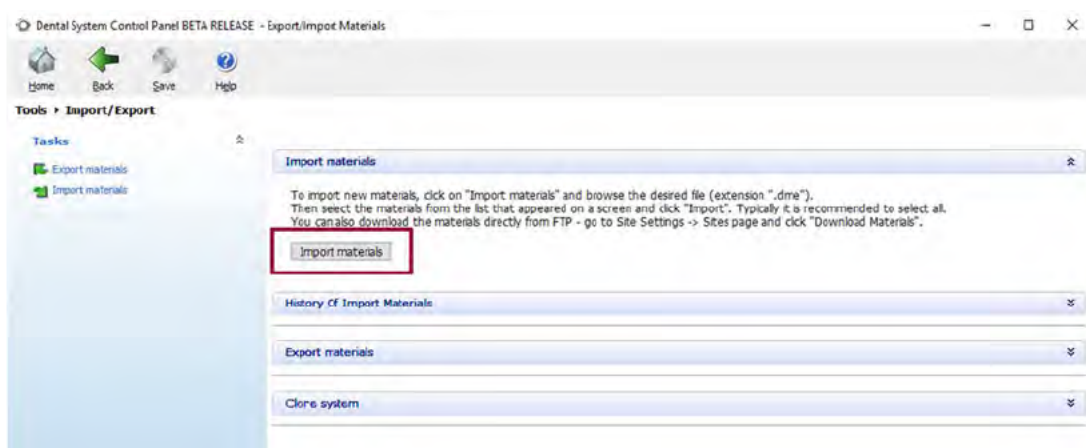 Dental System Control Panel BETA RELEASE - Export/Import Materials
Home Back Save Help
Tools ▸ Import/Export
Tasks
Export materials
Import materials
Import materials
To import new materials, click on "Import materials" and browse the desired file (extension ".dme").
Then select the materials from the list that appeared on a screen and click "Import". Typically it is recommended to select all.
You can also download the materials directly from FTP - go to Site Settings -> Sites page and click "Download Materials".
Import materials
History Of Import Materials
Export materials
Clone system